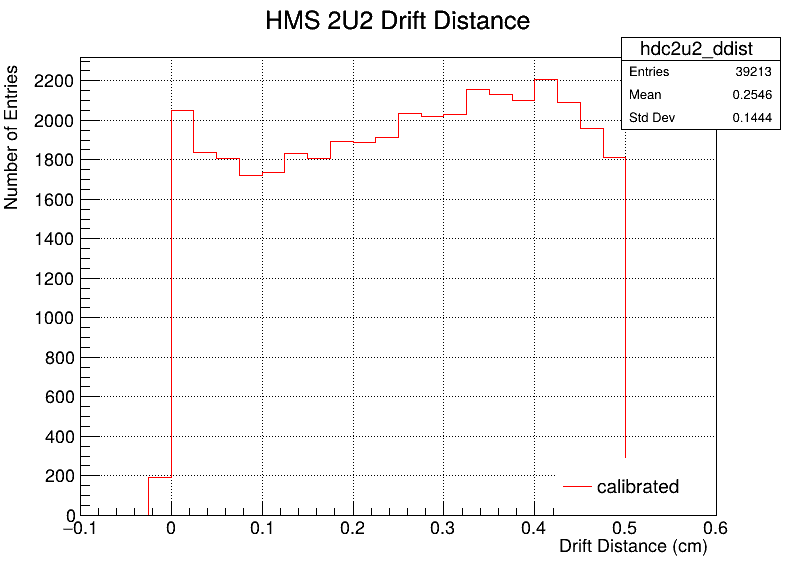 HMS 2U2 Drift Distance
hdc2u2_ddist
Entries 39213
Mean 0.2546
Std Dev 0.1444
Number of Entries
2200
2000
1800
1600
1400
1200
1000
800
600
400
200
0
calibrated
−0.1 0 0.1 0.2 0.3 0.4 0.5 0.6
Drift Distance (cm)